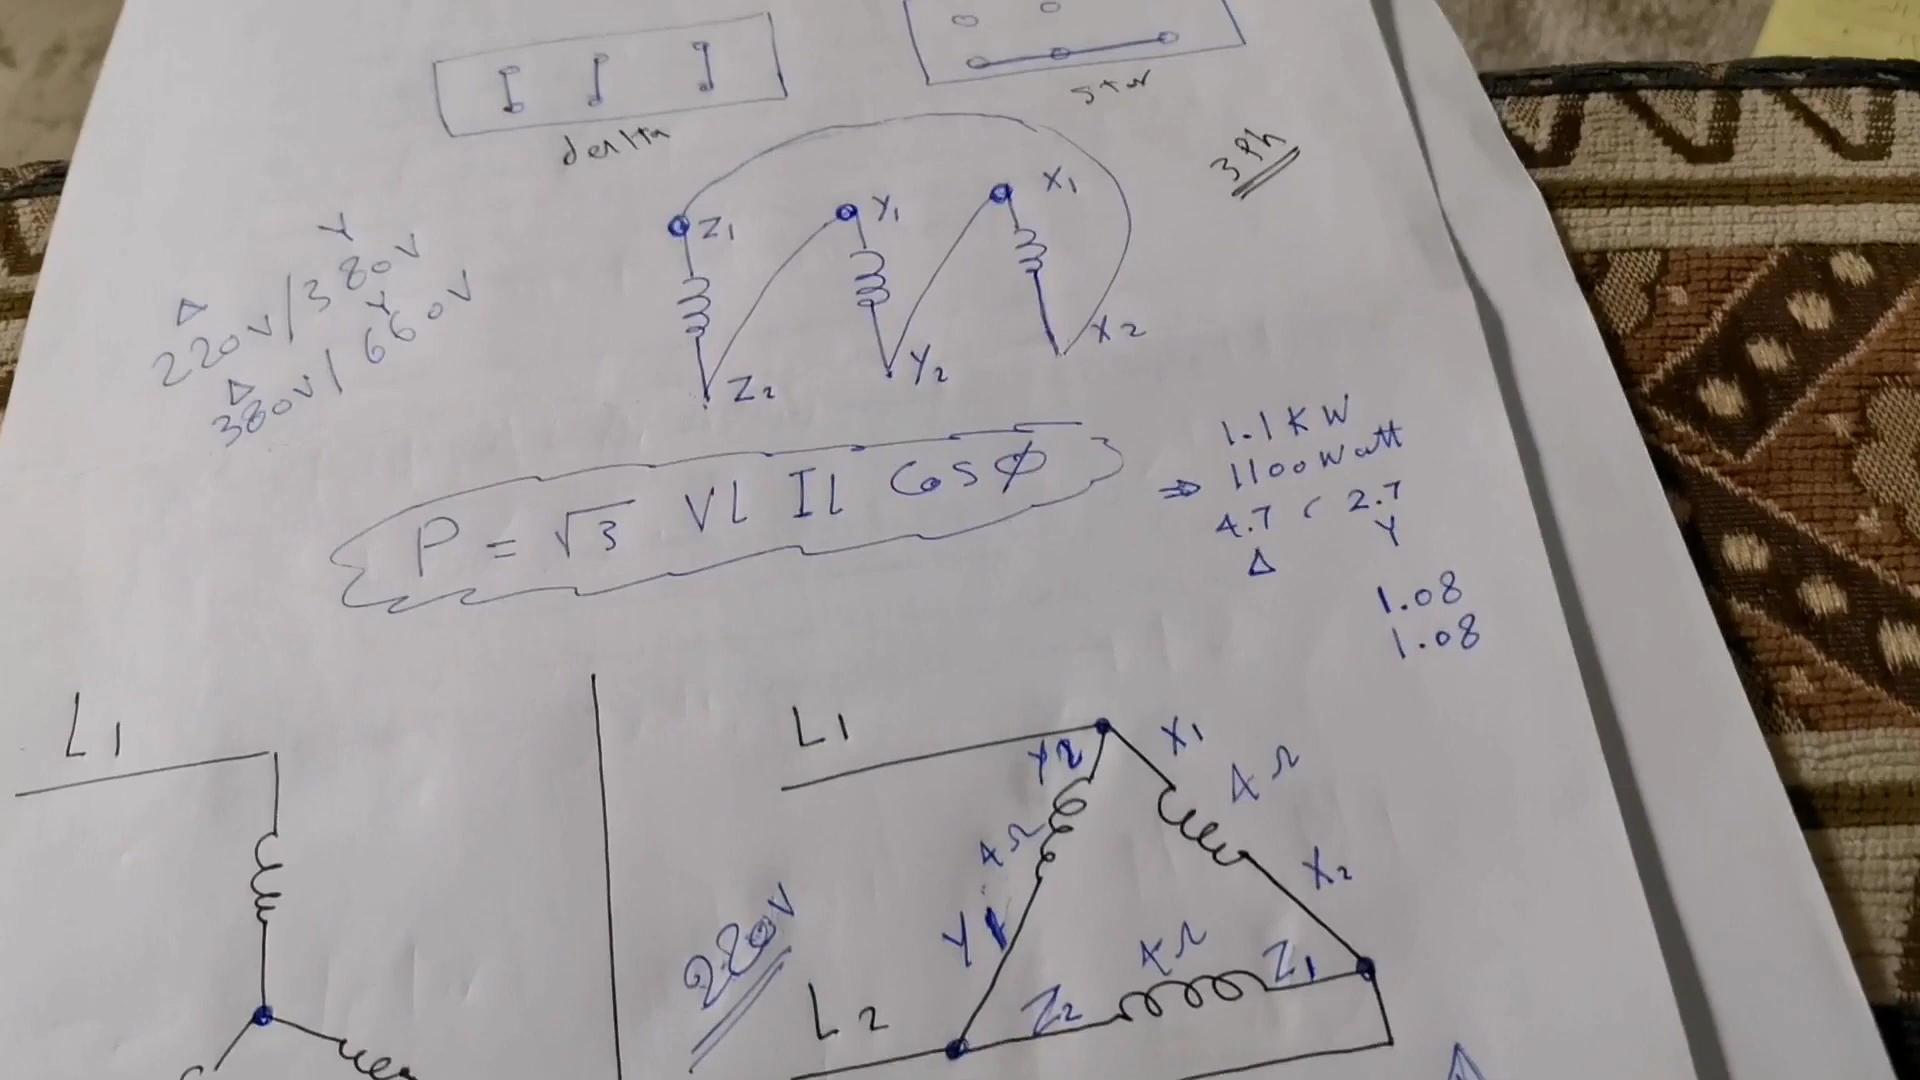 delta
star
3 Ph
Z1
Y1
X1
Z2
Y2
X2
Δ Y
220V/380V
Δ Y
380V/660V
P = √3 VL IL Cosϕ
1.1 KW
⇒ 1100 Watt
4.7 , 2.7
Δ Y
1.08
1.08
L1
L1
Y2
X1
4Ω
4Ω
X2
Y1
4Ω
Z1
Z2
220V
L2